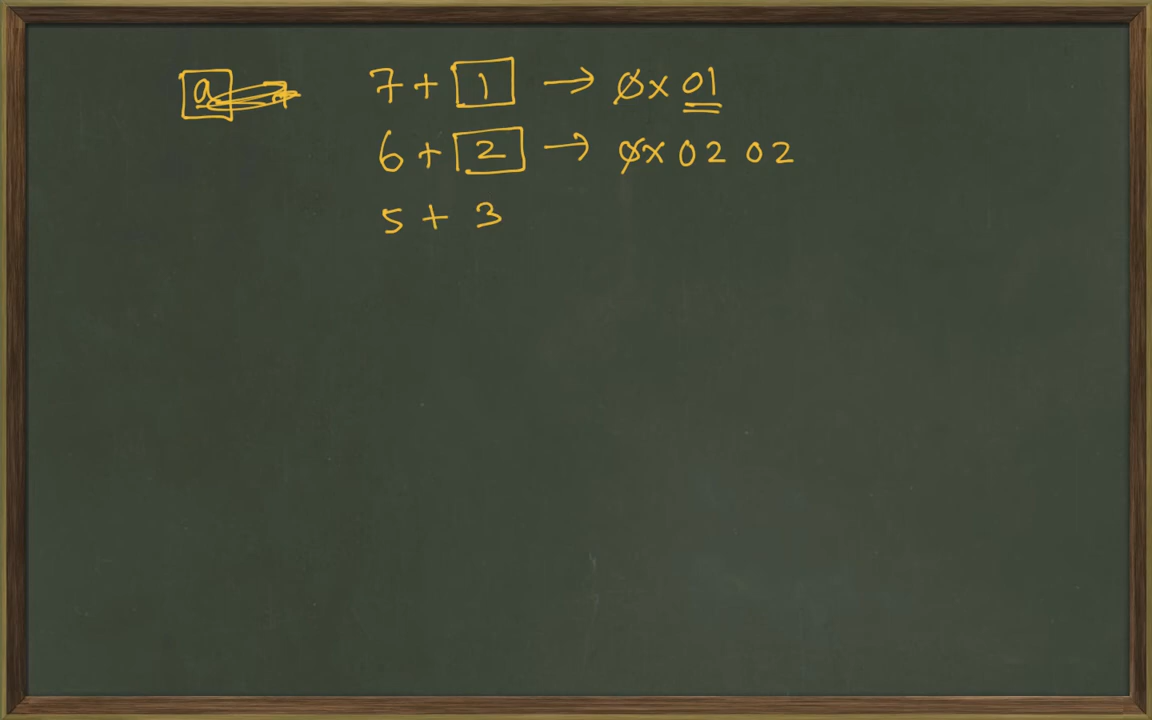 a 7 + 1 → 0x 01
6 + 2 → 0x 02 02
5 + 3